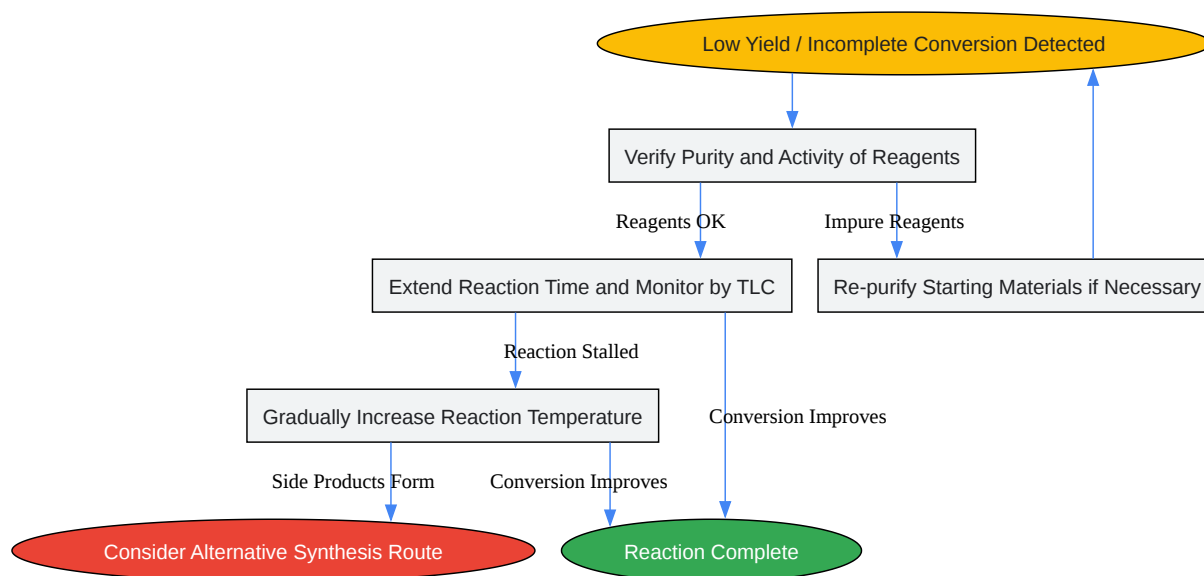 Low Yield / Incomplete Conversion Detected
Verify Purity and Activity of Reagents
Reagents OK
Impure Reagents
Extend Reaction Time and Monitor by TLC
Re-purify Starting Materials if Necessary
Reaction Stalled
Gradually Increase Reaction Temperature
Conversion Improves
Side Products Form
Conversion Improves
Consider Alternative Synthesis Route
Reaction Complete